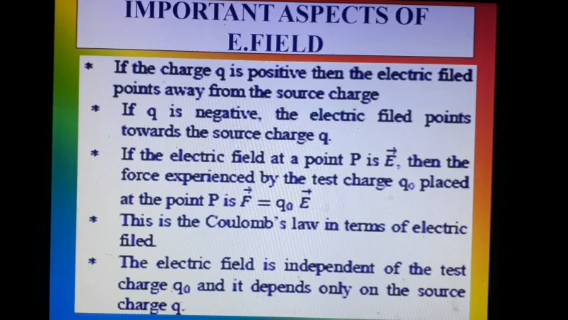 IMPORTANT ASPECTS OF
E.FIELD
* If the charge q is positive then the electric filed
points away from the source charge
* If q is negative, the electric filed points
towards the source charge q.
* If the electric field at a point P is E⃗, then the
force experienced by the test charge q₀ placed
at the point P is F⃗ = q₀ E⃗
* This is the Coulomb's law in terms of electric
filed.
* The electric field is independent of the test
charge q₀ and it depends only on the source
charge q.